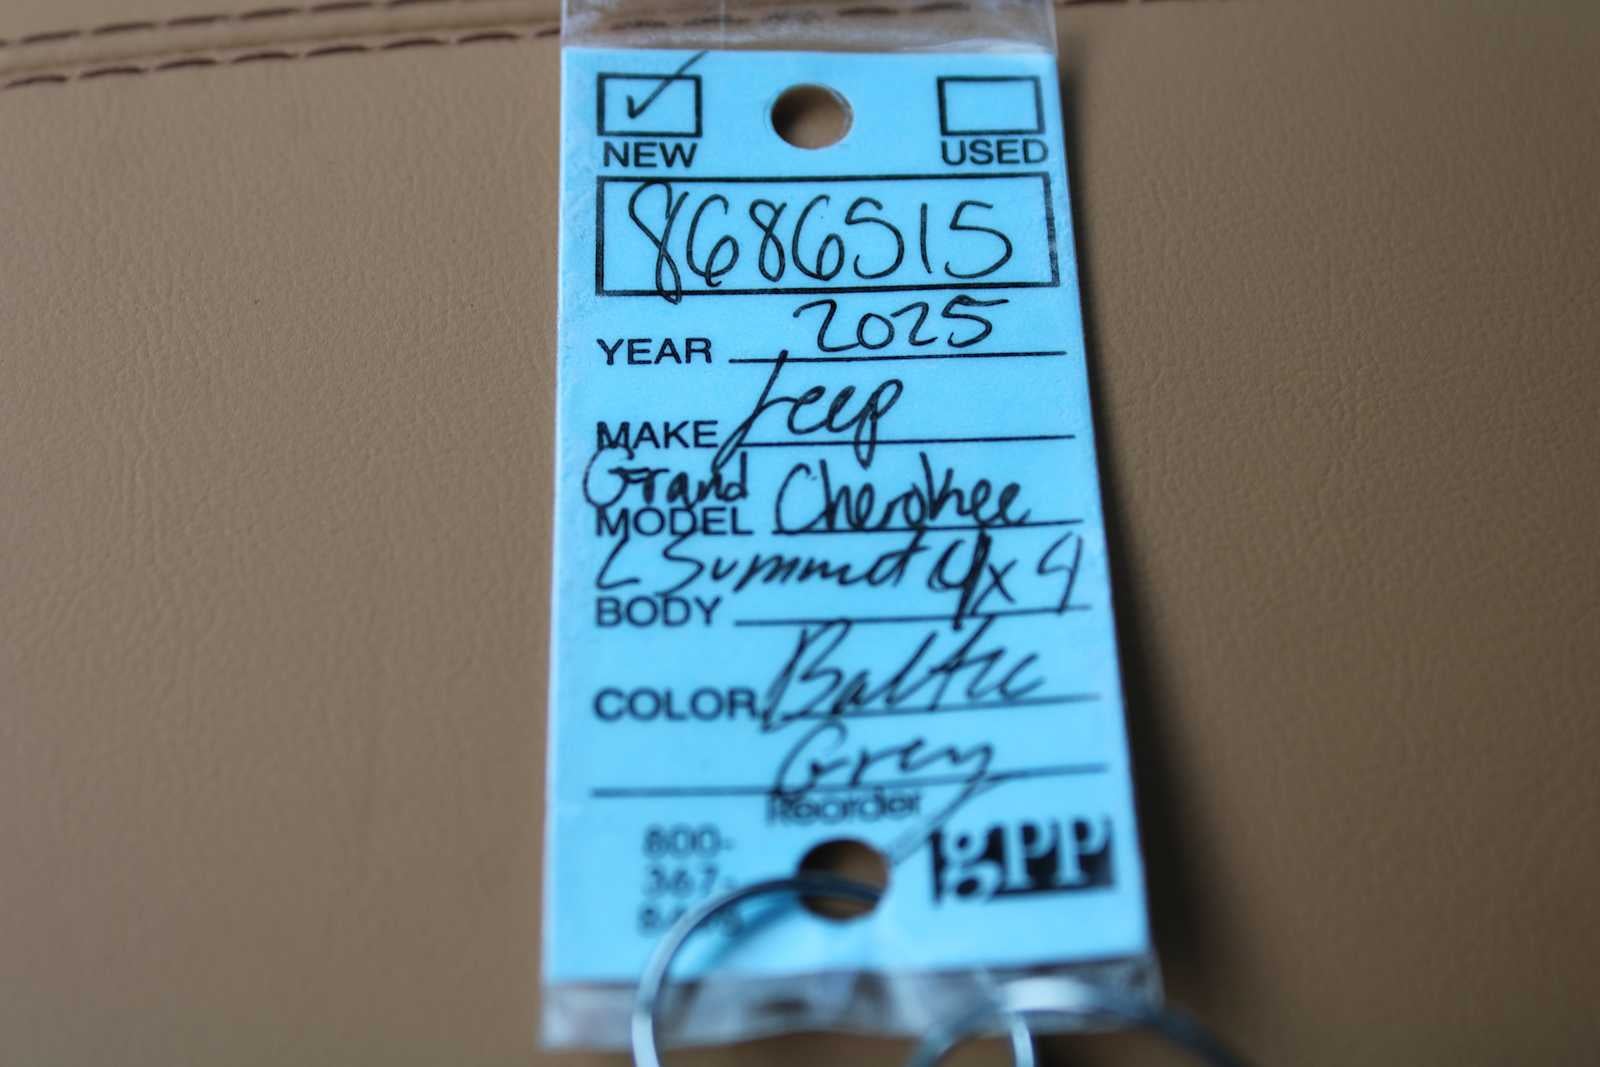 NEW USED
8686515
YEAR 2025
MAKE Jeep
Grand Cherokee
MODEL
L Summit 4x4
BODY
COLOR Baltic
Grey
Reorder
800-
367-
gpp